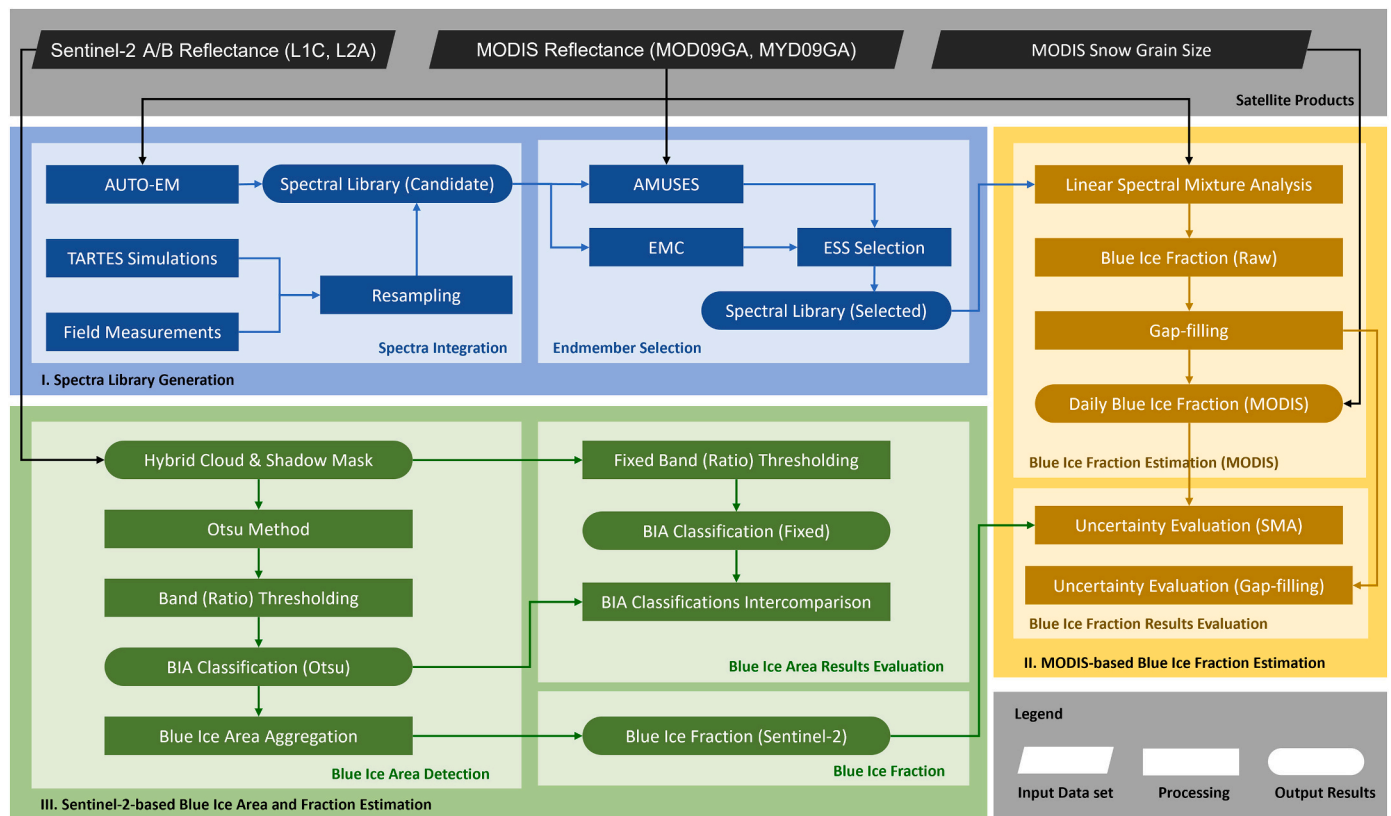 Sentinel-2 A/B Reflectance (L1C, L2A)
MODIS Reflectance (MOD09GA, MYD09GA)
MODIS Snow Grain Size
Satellite Products
AUTO-EM
Spectral Library (Candidate)
TARTES Simulations
Resampling
Field Measurements
Spectra Integration
AMUSES
EMC
ESS Selection
Spectral Library (Selected)
Endmember Selection
I. Spectra Library Generation
Linear Spectral Mixture Analysis
Blue Ice Fraction (Raw)
Gap-filling
Daily Blue Ice Fraction (MODIS)
Blue Ice Fraction Estimation (MODIS)
Uncertainty Evaluation (SMA)
Uncertainty Evaluation (Gap-filling)
Blue Ice Fraction Results Evaluation
II. MODIS-based Blue Ice Fraction Estimation
Hybrid Cloud & Shadow Mask
Otsu Method
Band (Ratio) Thresholding
BIA Classification (Otsu)
Blue Ice Area Aggregation
Blue Ice Area Detection
Fixed Band (Ratio) Thresholding
BIA Classification (Fixed)
BIA Classifications Intercomparison
Blue Ice Area Results Evaluation
Blue Ice Fraction (Sentinel-2)
Blue Ice Fraction
III. Sentinel-2-based Blue Ice Area and Fraction Estimation
Legend
Input Data set
Processing
Output Results